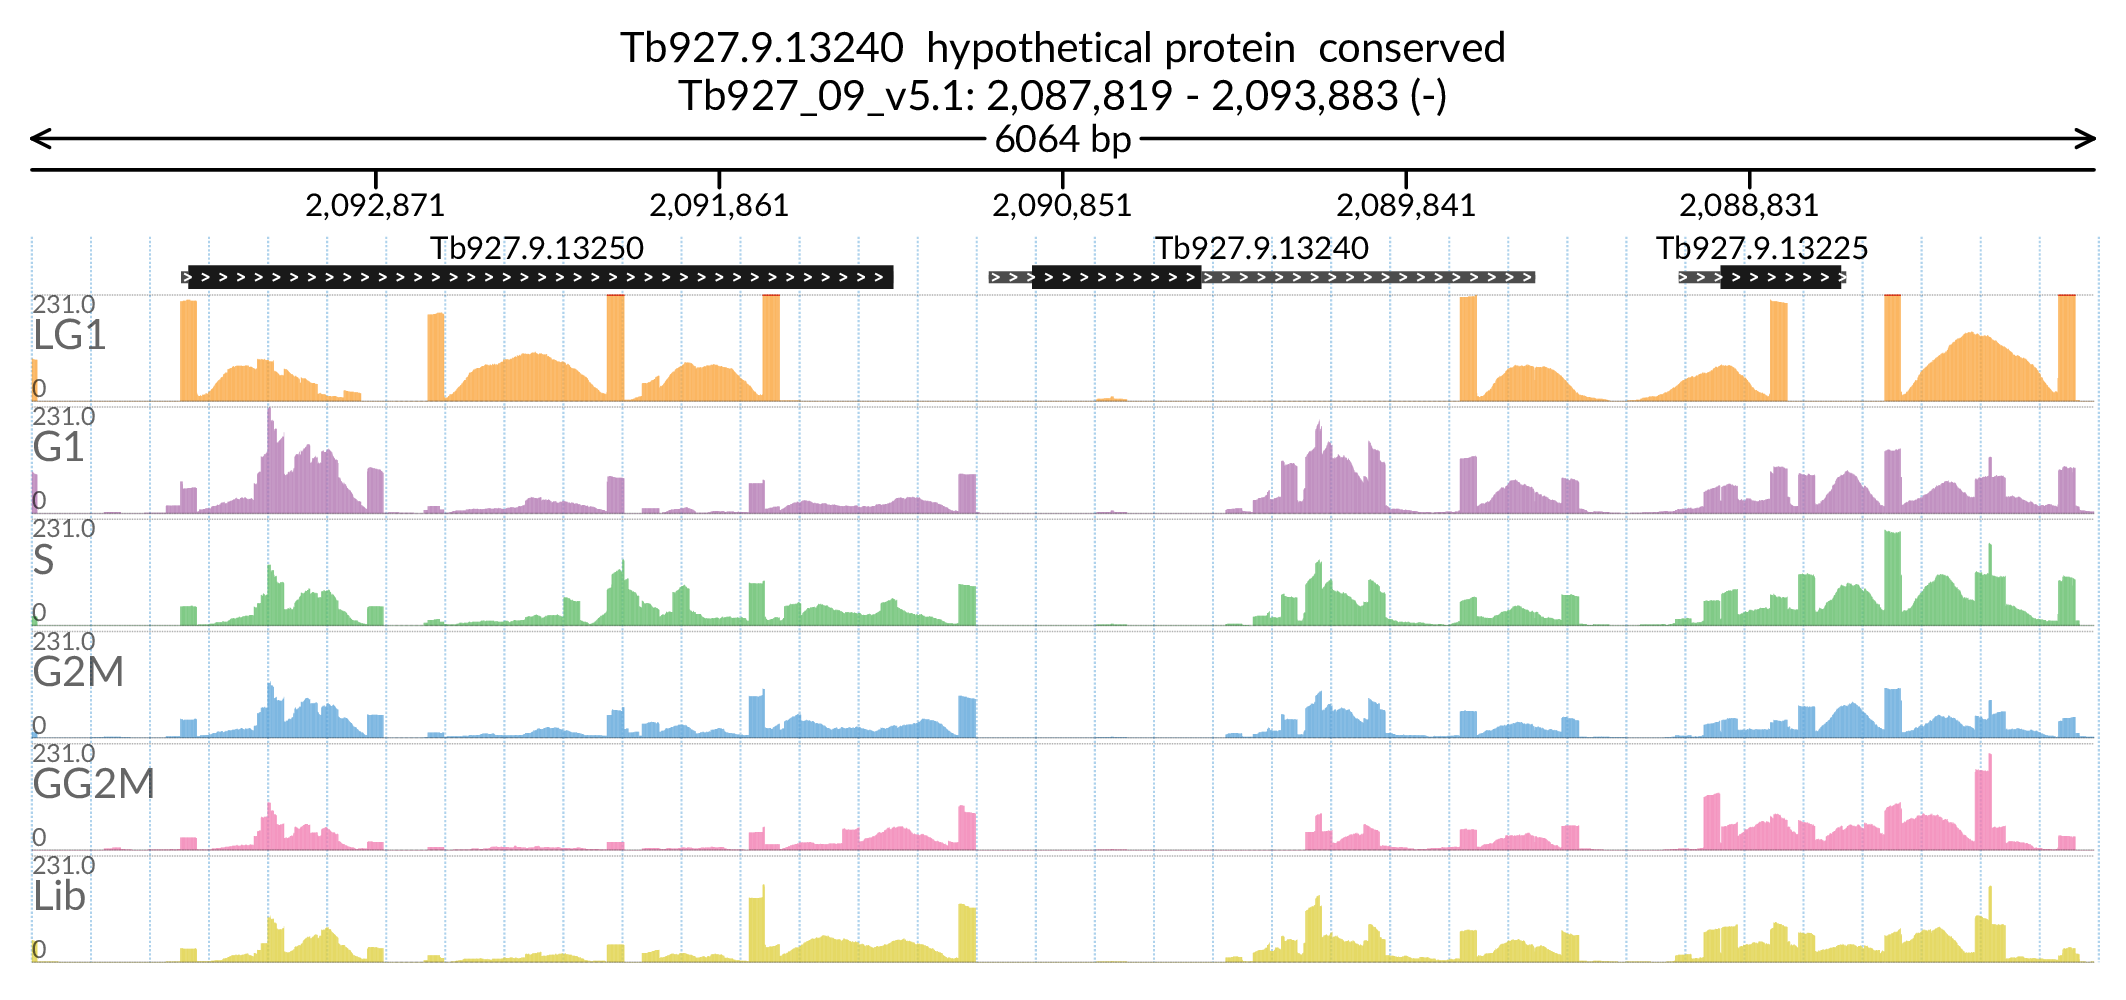 Tb927.9.13240 hypothetical protein conserved
Tb927_09_v5.1: 2,087,819 - 2,093,883 (-)
6064 bp
2,092,871 2,091,861 2,090,851 2,089,841 2,088,831
Tb927.9.13250 Tb927.9.13240 Tb927.9.13225
231.0
LG1
0
231.0
G1
0
231.0
S
0
231.0
G2M
0
231.0
GG2M
0
231.0
Lib
0